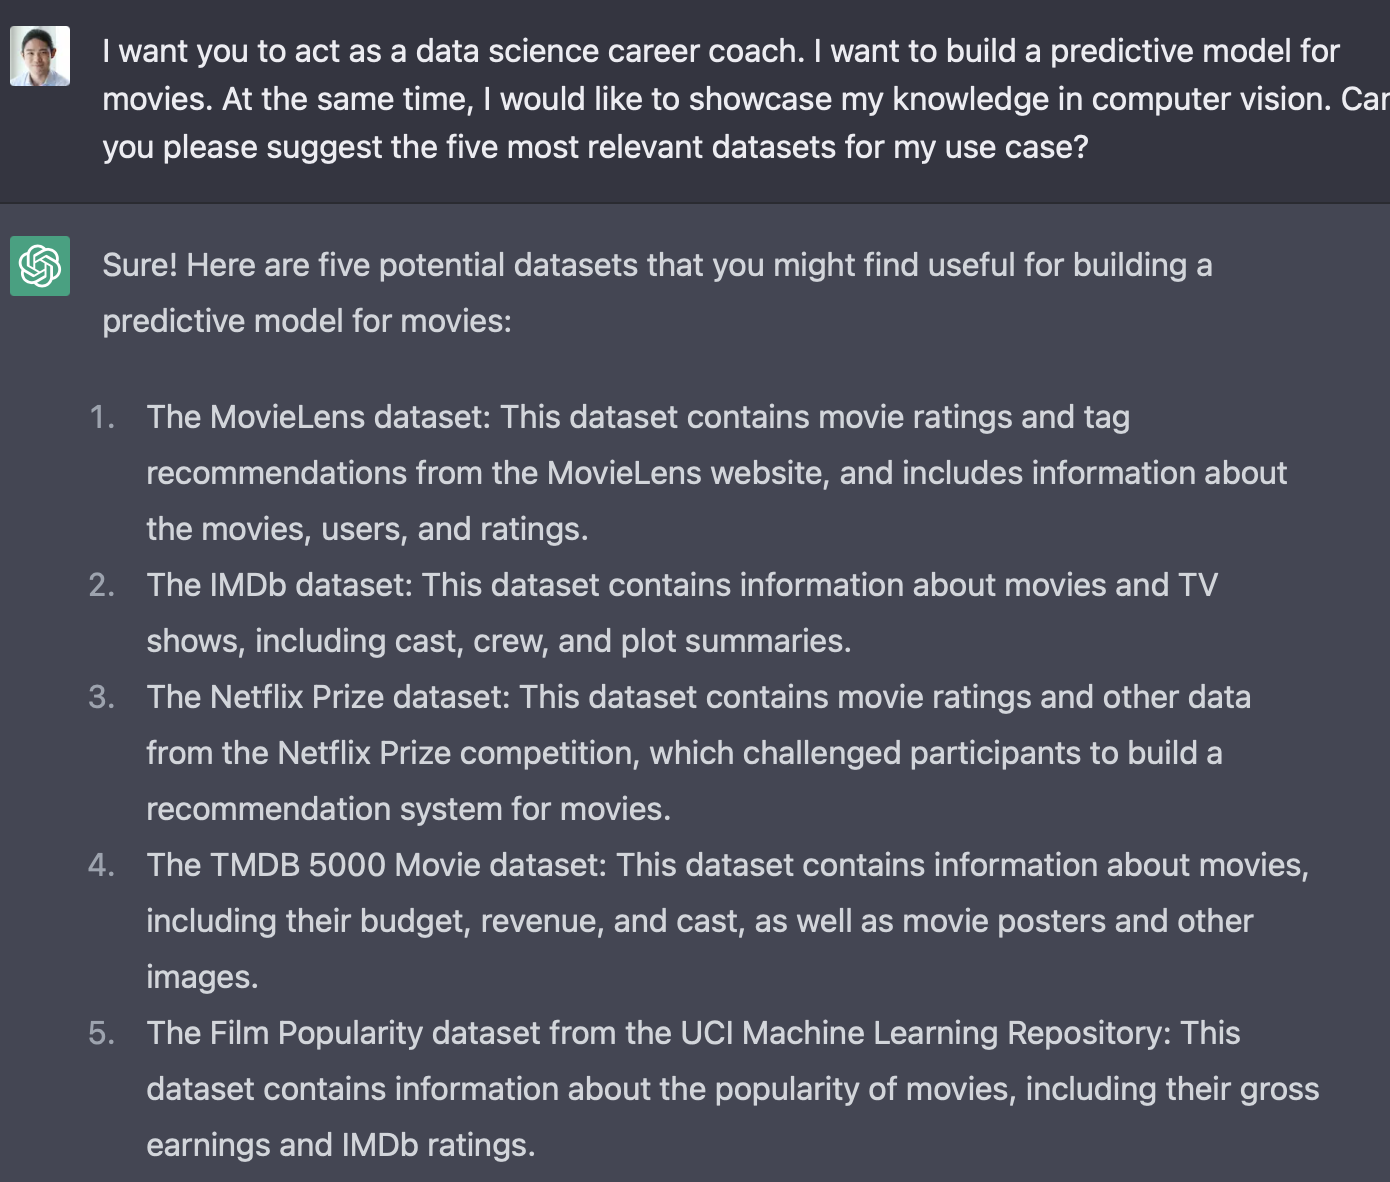 I want you to act as a data science career coach. I want to build a predictive model for
movies. At the same time, I would like to showcase my knowledge in computer vision.
you please suggest the five most relevant datasets for my use case?
Sure! Here are five potential datasets that you might find useful for building a
predictive model for movies:
1. The MovieLens dataset: This dataset contains movie ratings and tag
recommendations from the MovieLens website, and includes information about
the movies, users, and ratings.
2. The IMDb dataset: This dataset contains information about movies and TV
shows, including cast, crew, and plot summaries.
3. The Netflix Prize dataset: This dataset contains movie ratings and other data
from the Netflix Prize competition, which challenged participants to build a
recommendation system for movies.
4. The TMDB 5000 Movie dataset: This dataset contains information about movies,
including their budget, revenue, and cast, as well as movie posters and other
images.
5. The Film Popularity dataset from the UCI Machine Learning Repository: This
dataset contains information about the popularity of movies, including their gross
earnings and IMDb ratings.